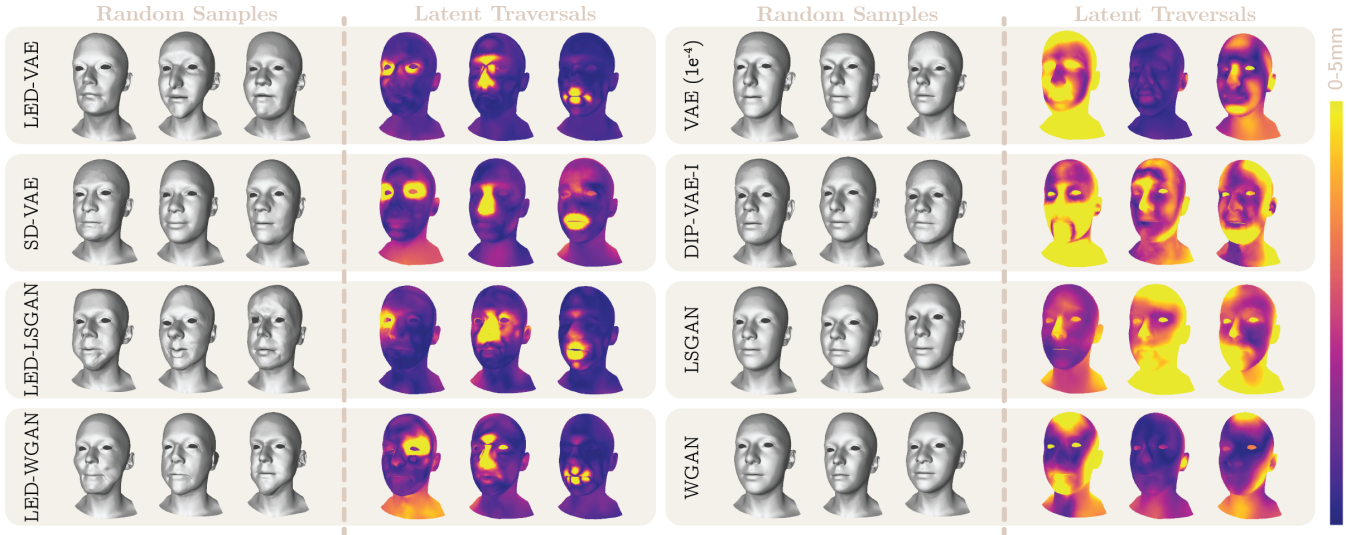 Random Samples
Latent Traversals
Random Samples
Latent Traversals
LED-VAE
VAE (1e⁻⁴)
SD-VAE
DIP-VAE-I
LED-LSGAN
LSGAN
LED-WGAN
WGAN
0-5mm